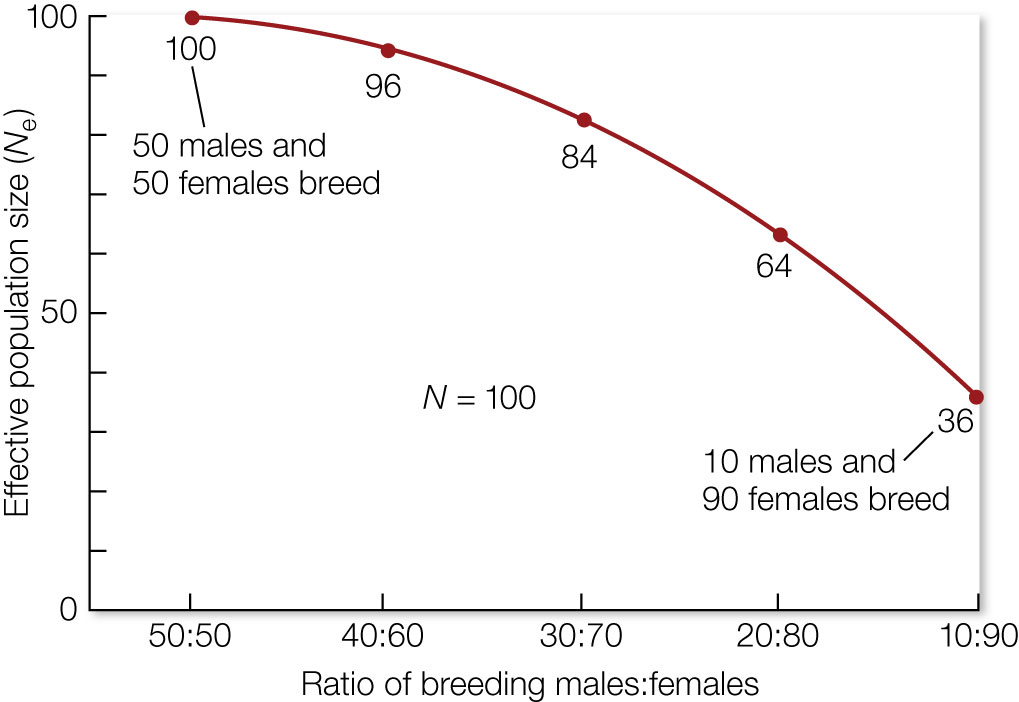 100
50
0
Effective population size (Ne)
100
50 males and
50 females breed
96
84
64
36
10 males and
90 females breed
N = 100
50:50
40:60
30:70
20:80
10:90
Ratio of breeding males:females